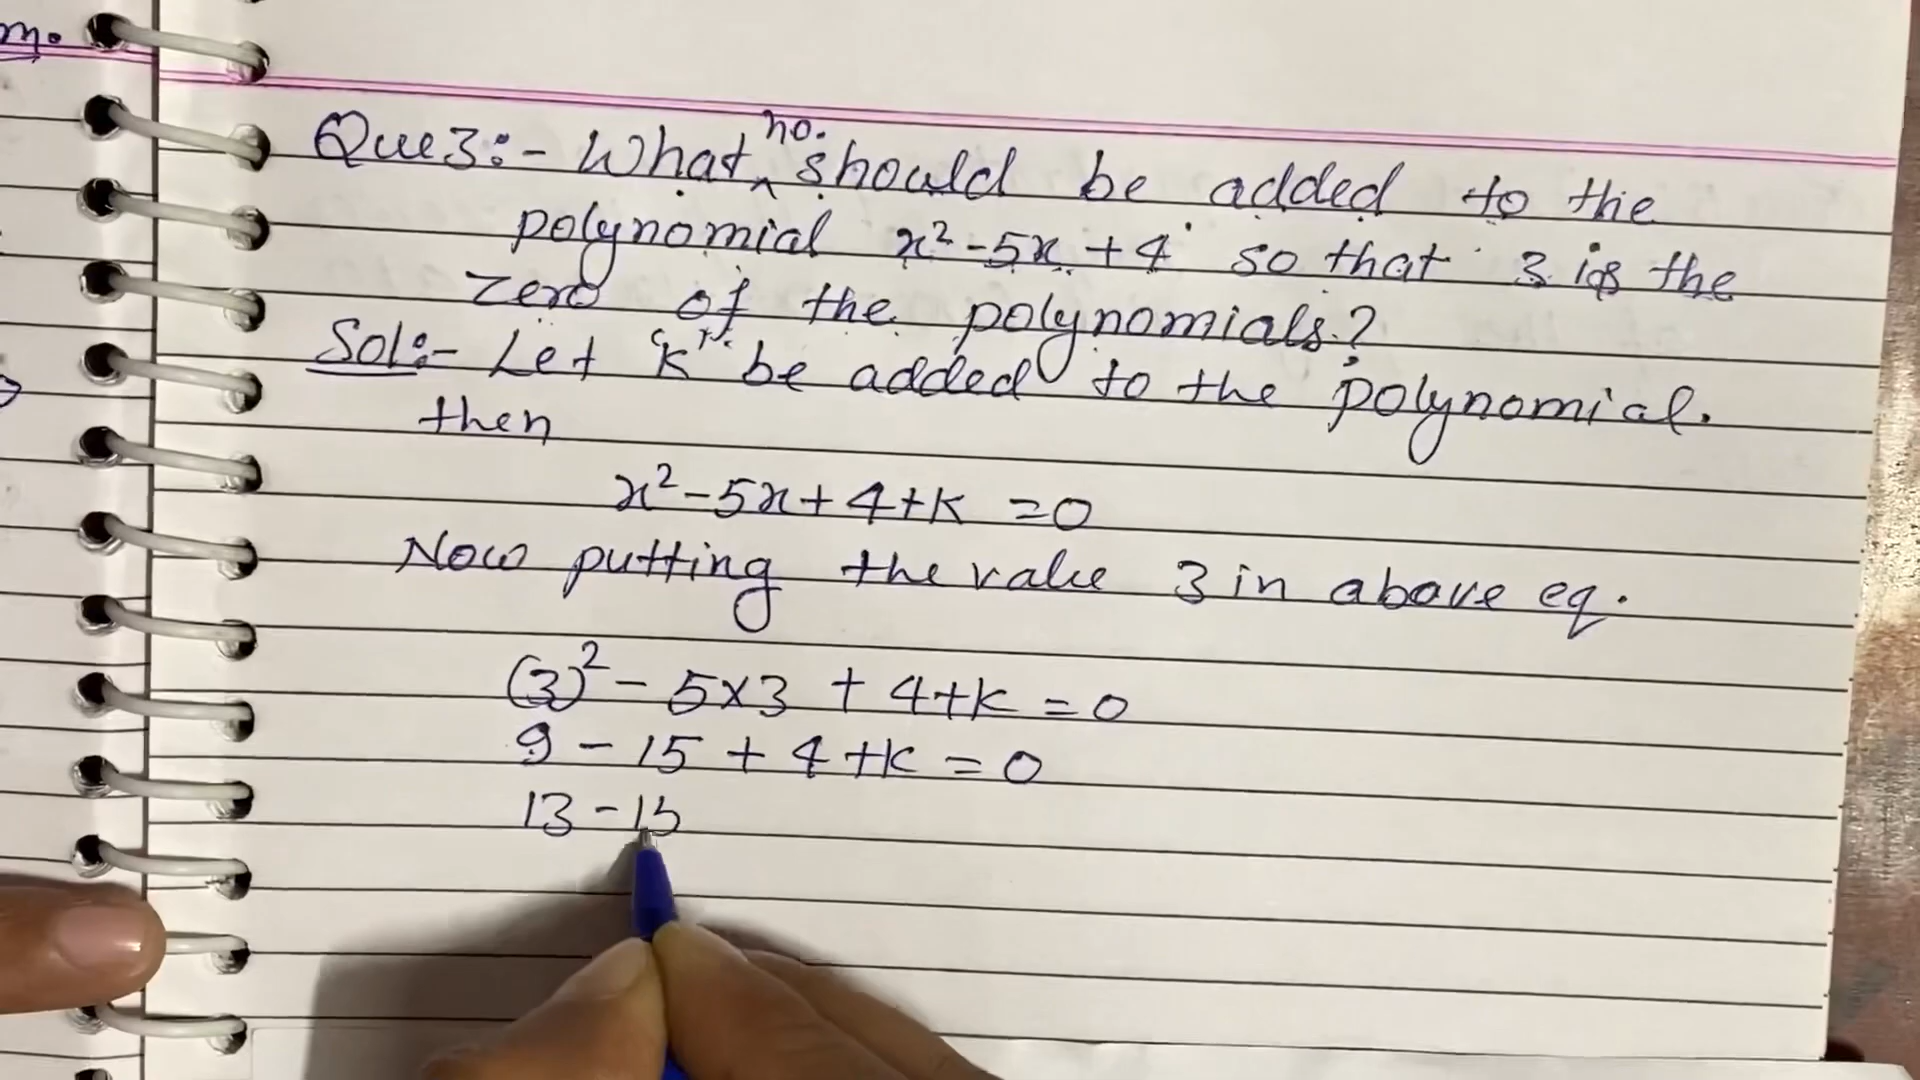 m.
Que 3:- What no. should be added to the
polynomial x² - 5x + 4 so that 3 is the
zero of the polynomials?
Sol:- Let "k" be added to the polynomial.
then
x² - 5x + 4 + k = 0
Now putting the value 3 in above eq.
(3)² - 5×3 + 4 + k = 0
9 - 15 + 4 + k = 0
13 - 15